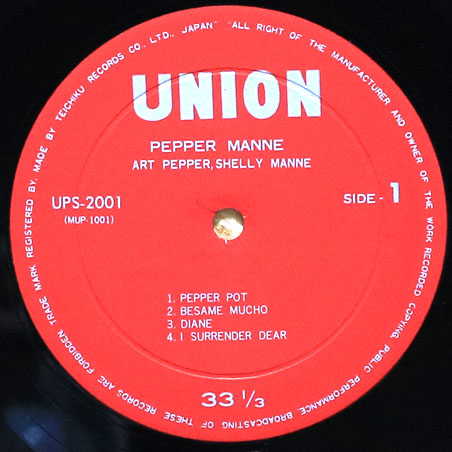 TRADE MARK REGISTERED BY, MADE BY TEICHIKU RECORDS CO., LTD., JAPAN" "ALL RIGHT OF THE MANUFACTURER AND OWNER OF THE WORK RECORDED COPYING, PUBLIC PERFORMANCE, BROADCASTING OF THESE RECORDS ARE FORBIDDEN
UNION
PEPPER MANNE
ART PEPPER, SHELLY MANNE
UPS-2001
(MUP-1001)
SIDE - 1
1. PEPPER POT
2. BESAME MUCHO
3. DIANE
4. I SURRENDER DEAR
33 1/3